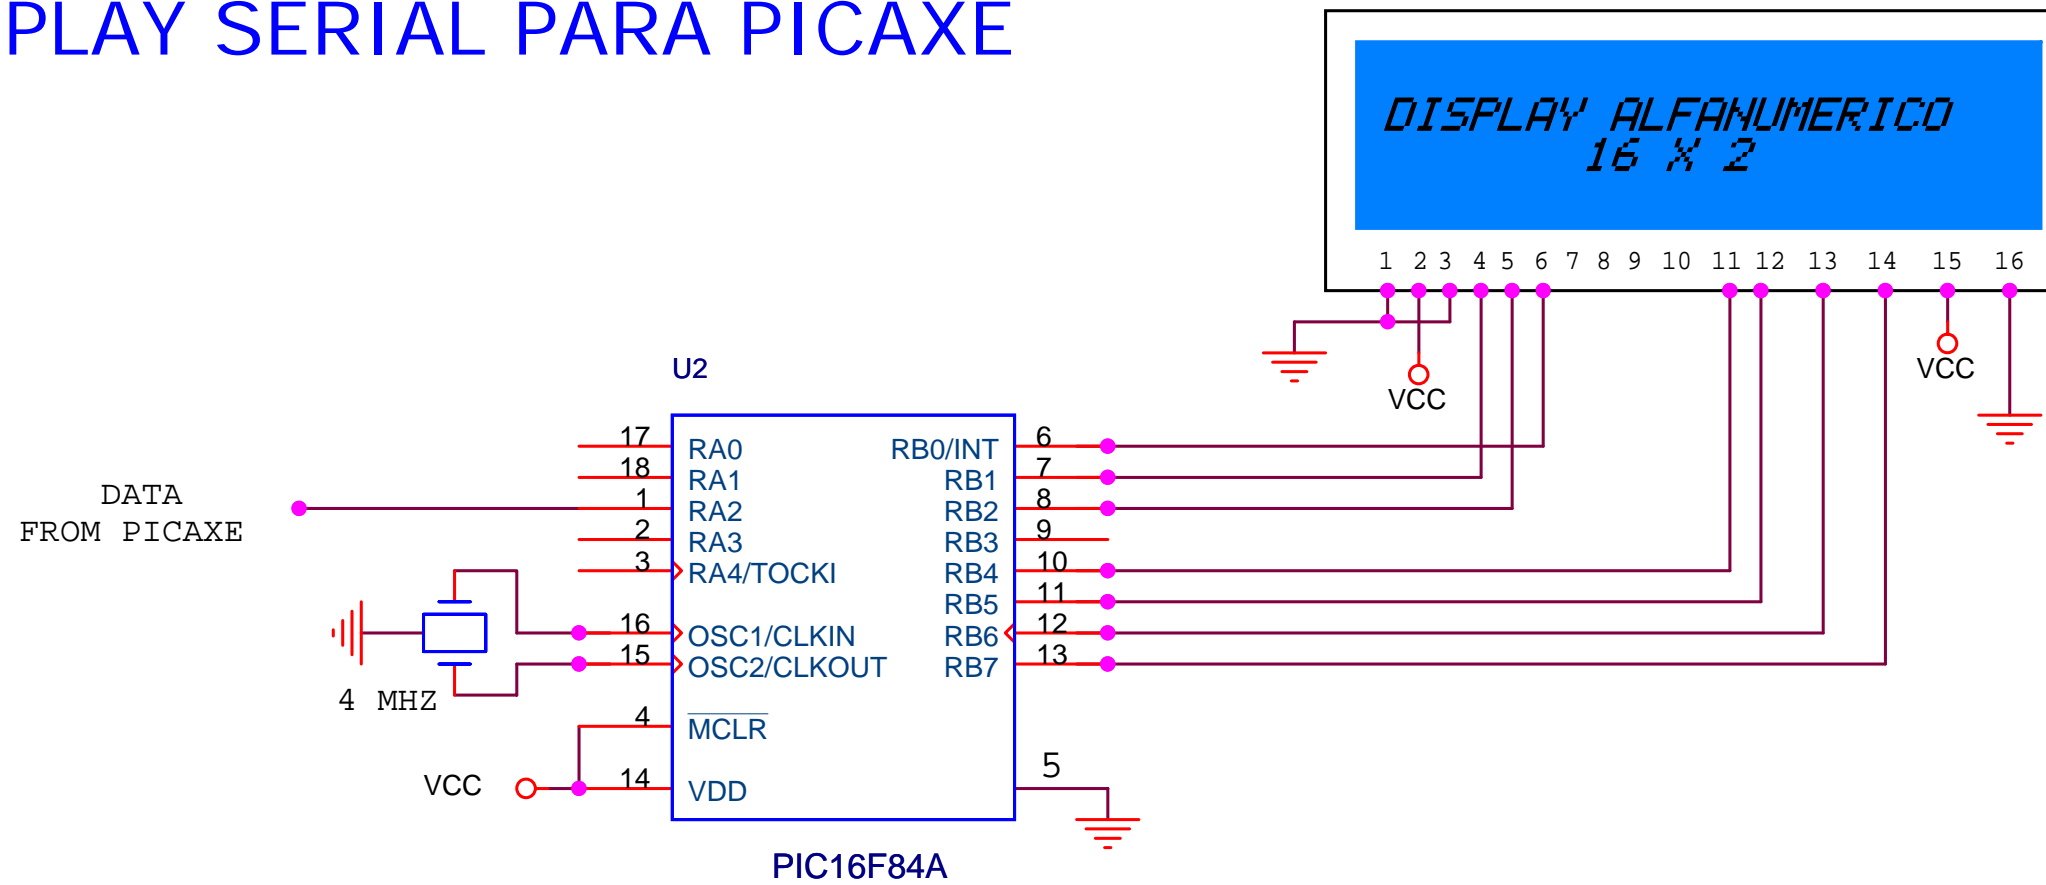 PLAY SERIAL PARA PICAXE
DISPLAY ALFANUMERICO
16 X 2
1 2 3 4 5 6 7 8 9 10 11 12 13 14 15 16
VCC
VCC
U2
17 RA0 RB0/INT 6
18 RA1 RB1 7
DATA
FROM PICAXE
1 RA2 RB2 8
2 RA3 RB3 9
3 RA4/TOCKI RB4 10
RB5 11
16 OSC1/CLKIN RB6 12
15 OSC2/CLKOUT RB7 13
4 MHZ
4 MCLR
VCC
14 VDD 5
PIC16F84A